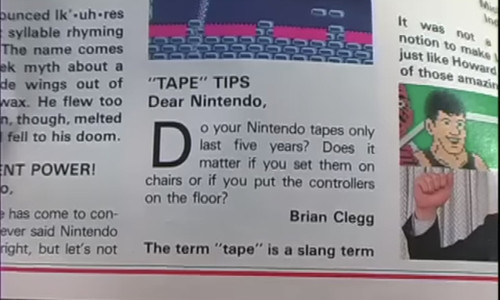 ounced Ik'·uh·res
syllable rhyming
The name comes
ek myth about a
de wings out of
wax. He flew too
n, though, melted
fell to his doom.
ENT POWER!
o,
e has come to con-
ever said Nintendo
right, but let's not
"TAPE" TIPS
Dear Nintendo,
Do your Nintendo tapes only
last five years? Does it
matter if you set them on
chairs or if you put the controllers
on the floor?
Brian Clegg
The term "tape" is a slang term
It was not a
notion to make
just like Howard
of those amazin